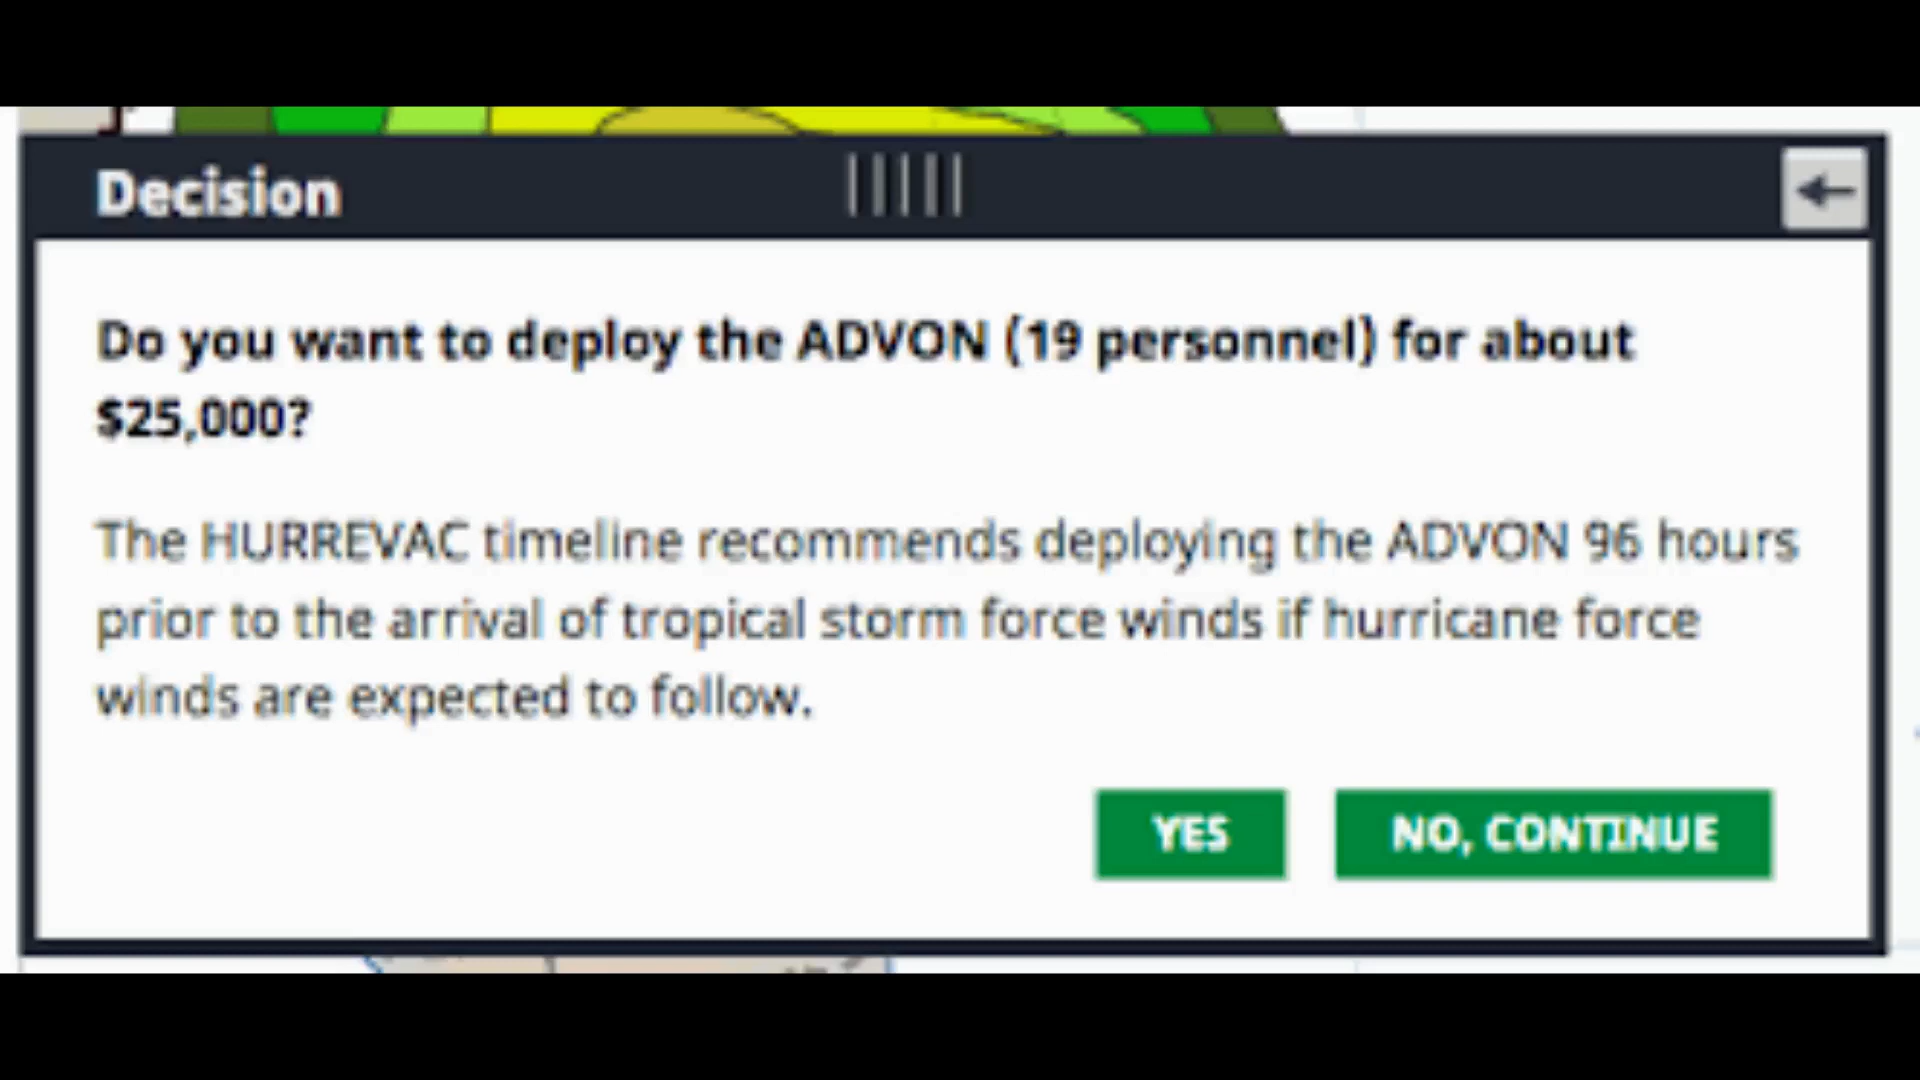 Decision
Do you want to deploy the ADVON (19 personnel) for about
$25,000?
The HURREVAC timeline recommends deploying the ADVON 96 hours
prior to the arrival of tropical storm force winds if hurricane force
winds are expected to follow.
YES NO, CONTINUE